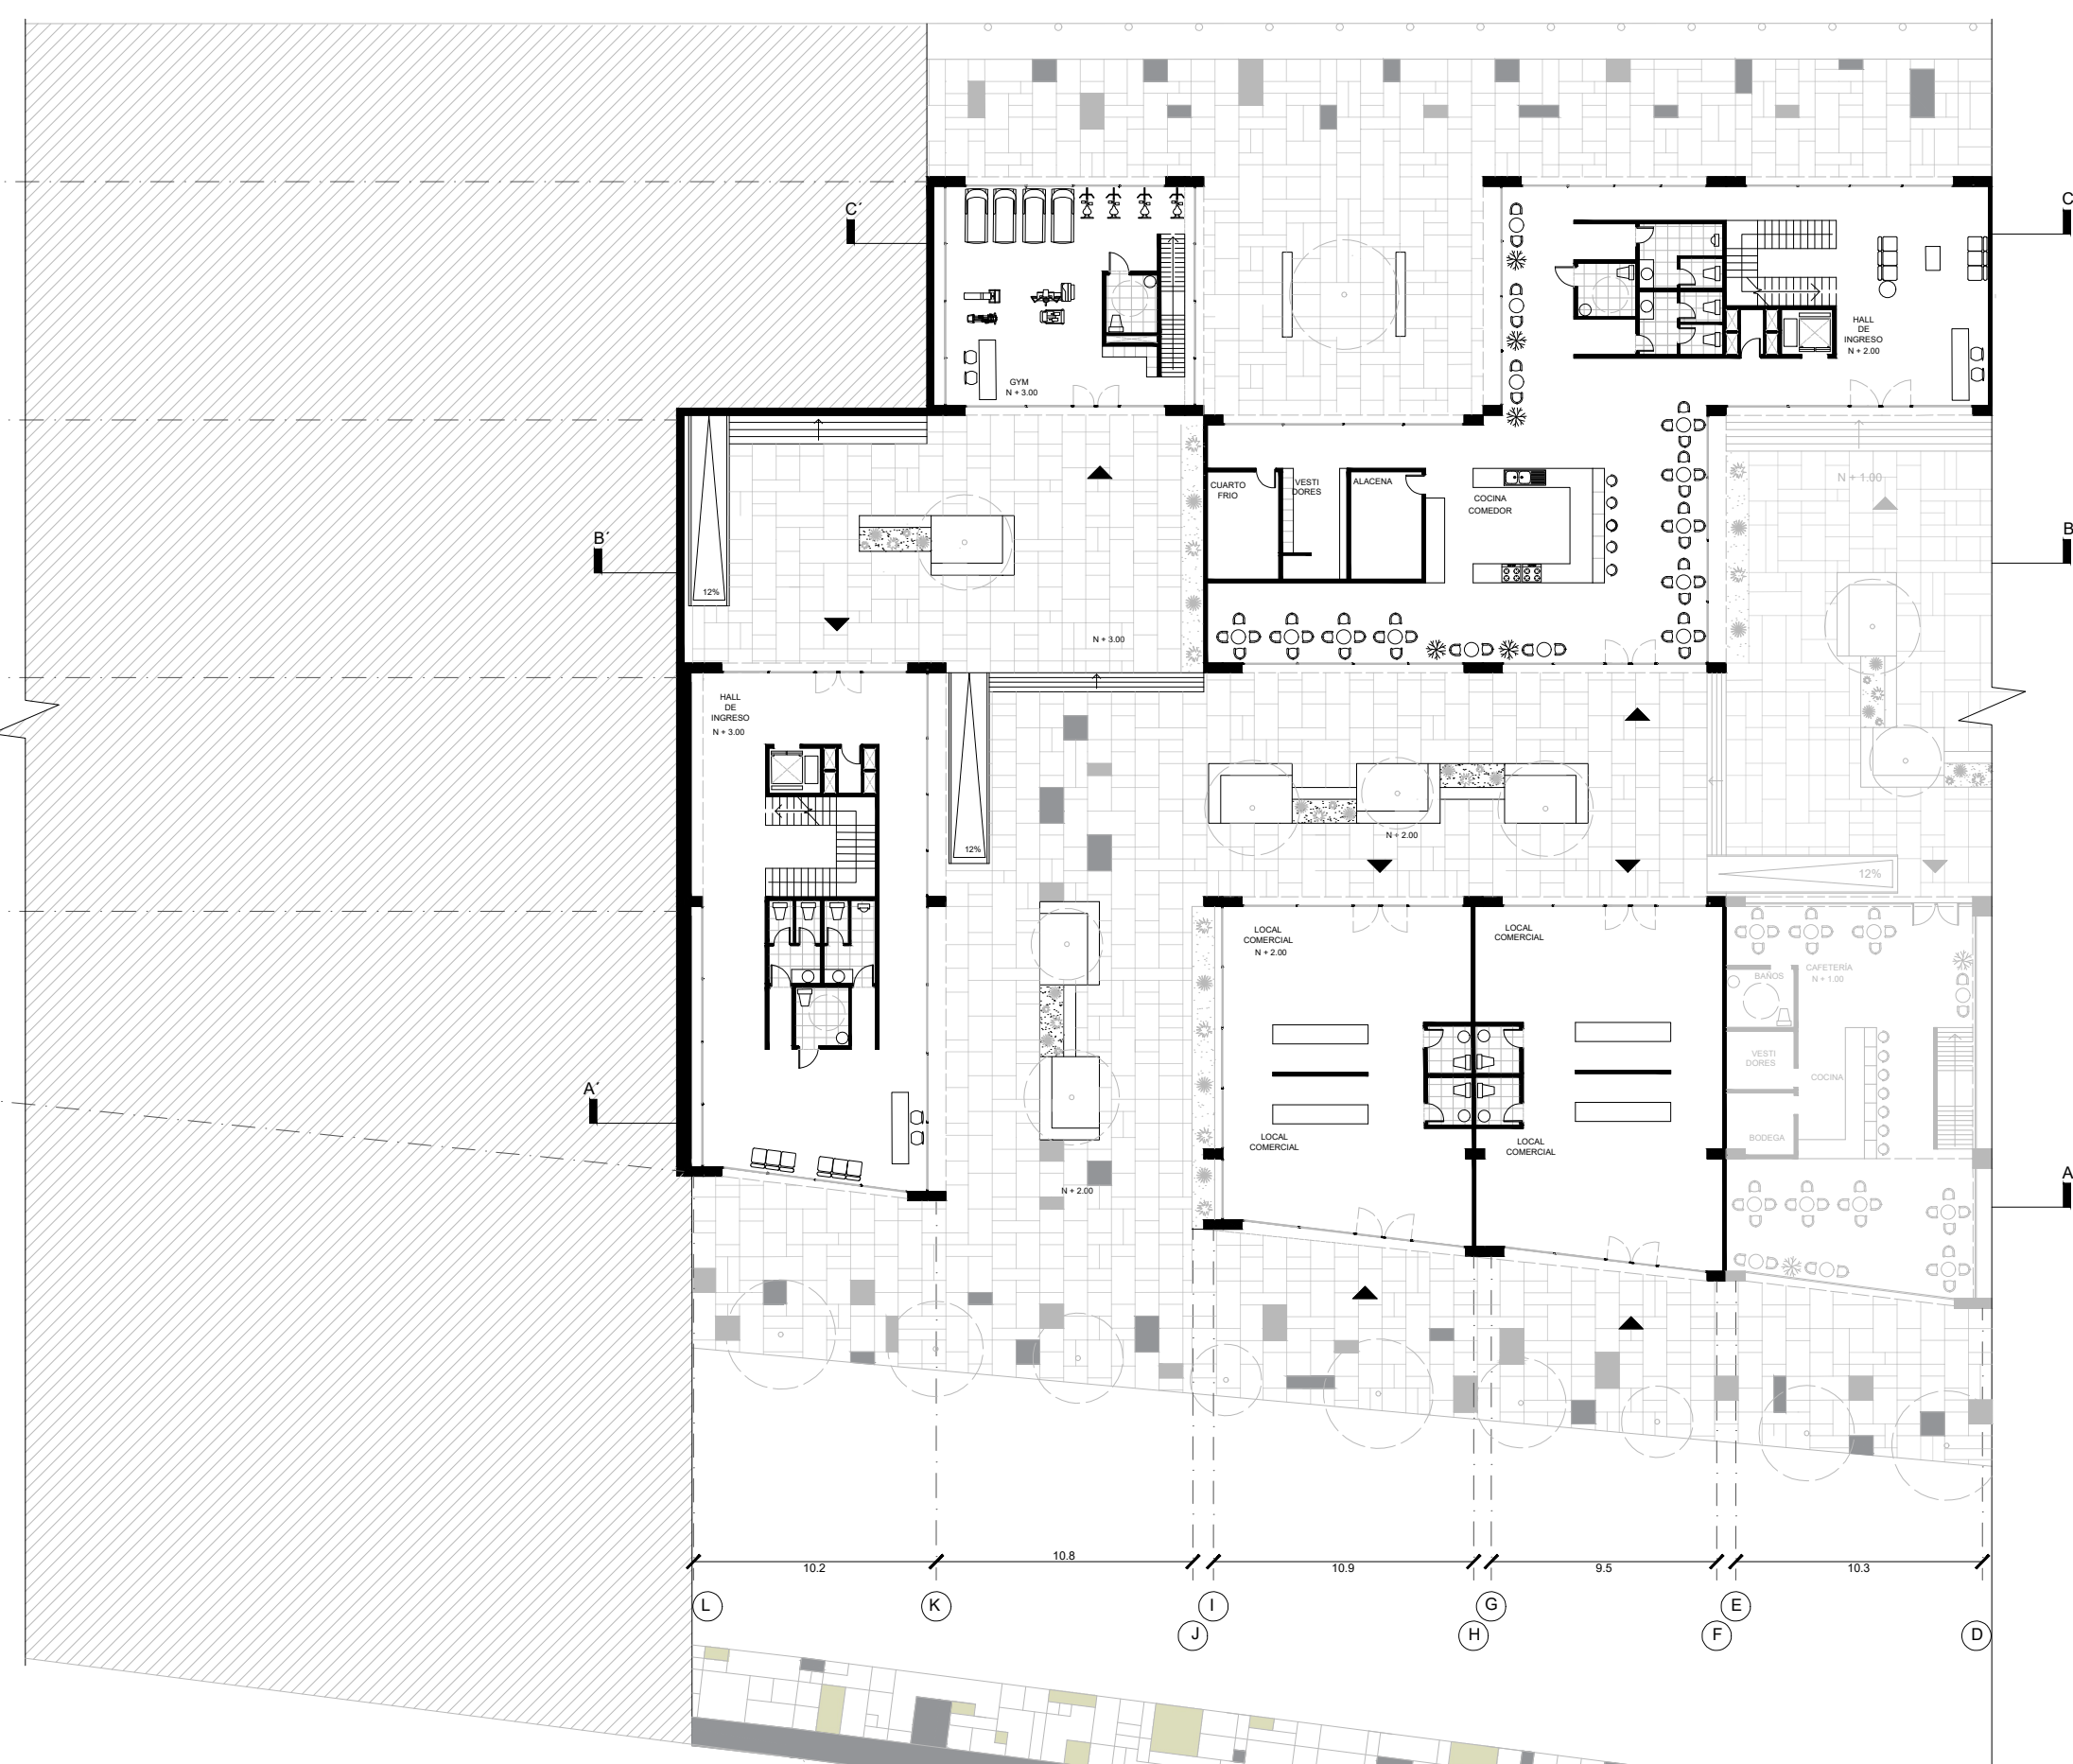 C´
C
GYM
N + 3.00
HALL
DE
INGRESO
N + 2.00
CUARTO
FRIO
VESTI
DORES
ALACENA
COCINA
COMEDOR
N + 1.00
B´
B
12%
N + 3.00
HALL
DE
INGRESO
N + 3.00
12%
N + 2.00
12%
LOCAL
COMERCIAL
N + 2.00
LOCAL
COMERCIAL
BAÑOS
CAFETERÍA
N + 1.00
VESTI
DORES
COCINA
BODEGA
A´
LOCAL
COMERCIAL
LOCAL
COMERCIAL
A
N + 2.00
10.2
10.8
10.9
9.5
10.3
L
K
I
G
E
J
H
F
D